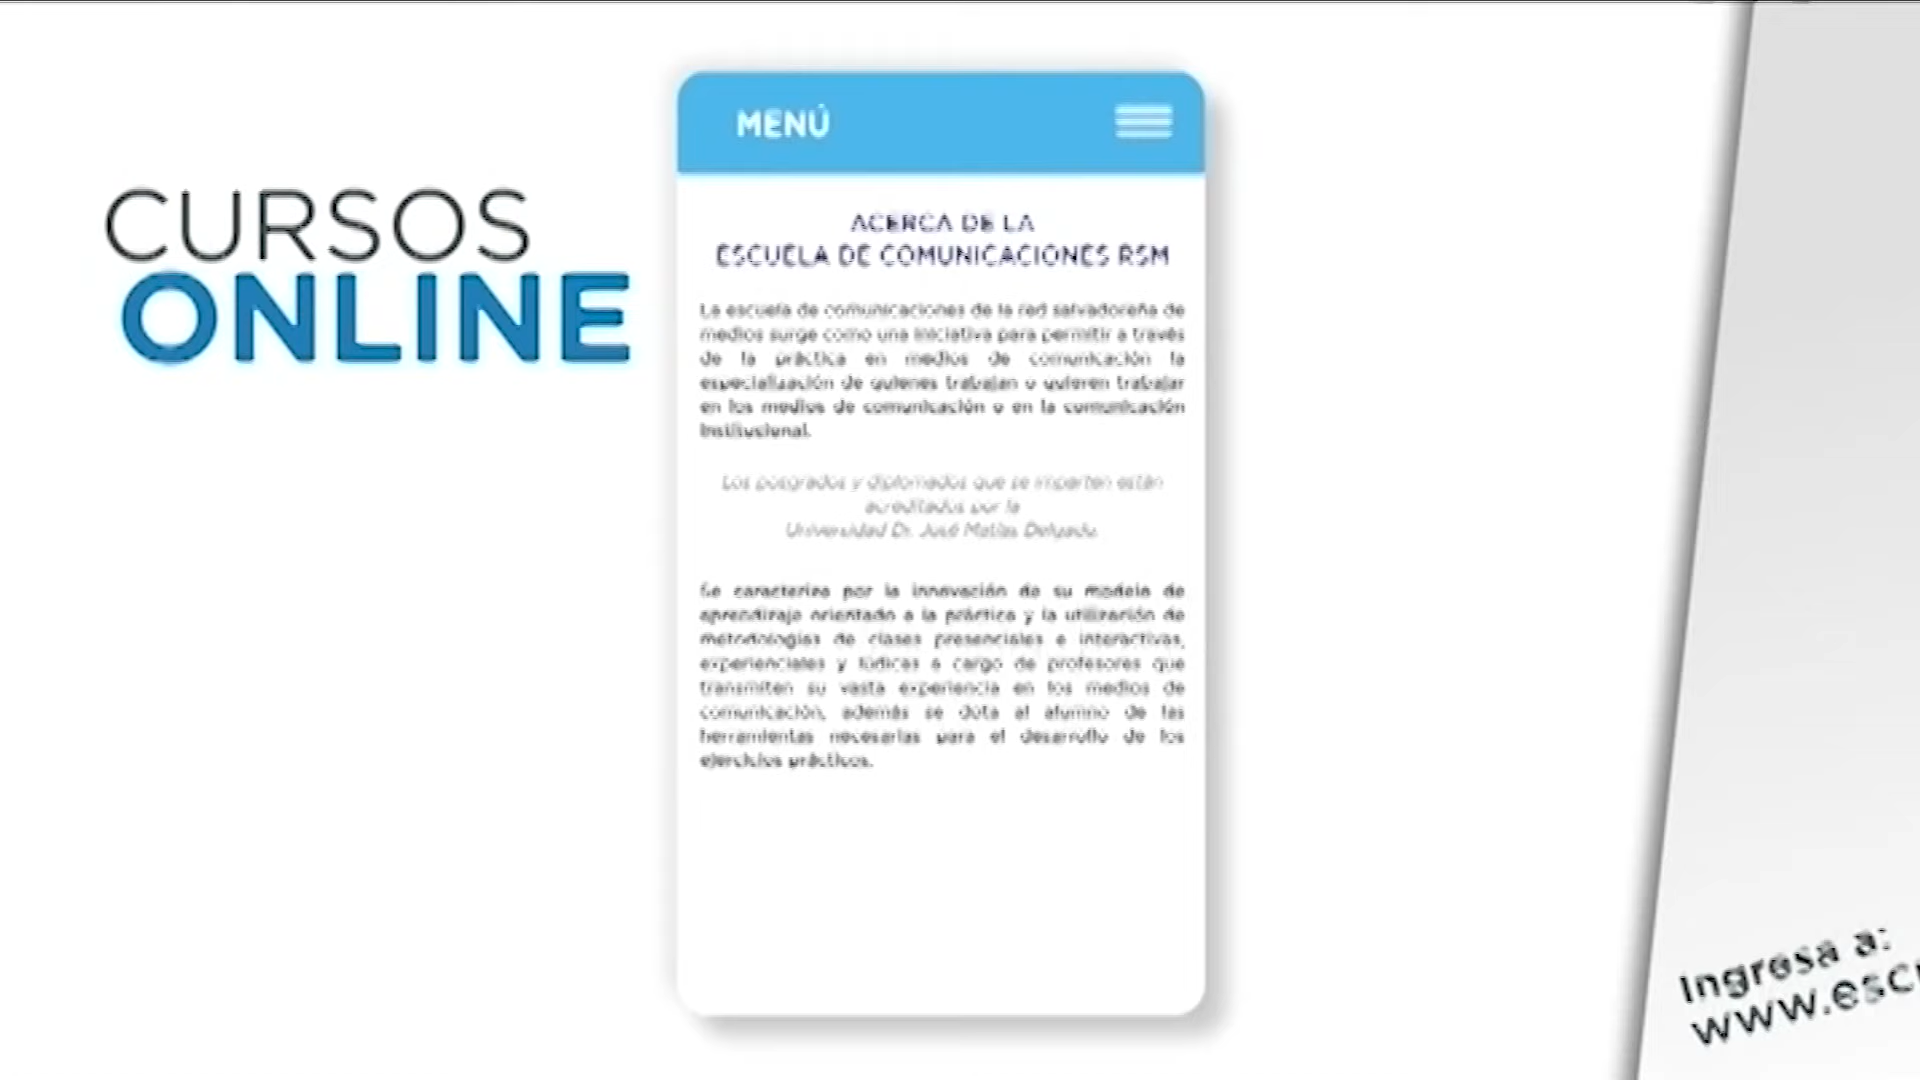 CURSOS
ONLINE
MENÚ
ACERCA DE LA
ESCUELA DE COMUNICACIONES RSM
La escuela de comunicaciones de la red salvadoreña de
medios surge como una iniciativa para permitir a través
de la práctica en medios de comunicación la
especialización de quienes trabajan o quieren trabajar
en los medios de comunicación o en la comunicación
institucional.
Los posgrados y diplomados que se imparten están
acreditados por la
Universidad Dr. José Matías Delgado.
Se caracteriza por la innovación de su modelo de
aprendizaje orientado a la práctica y la utilización de
metodologías de clases presenciales e interactivas,
experienciales y lúdicas a cargo de profesores que
transmiten su vasta experiencia en los medios de
comunicación, además se dota al alumno de las
herramientas necesarias para el desarrollo de los
ejercicios prácticos.
Ingresa a:
www.esc